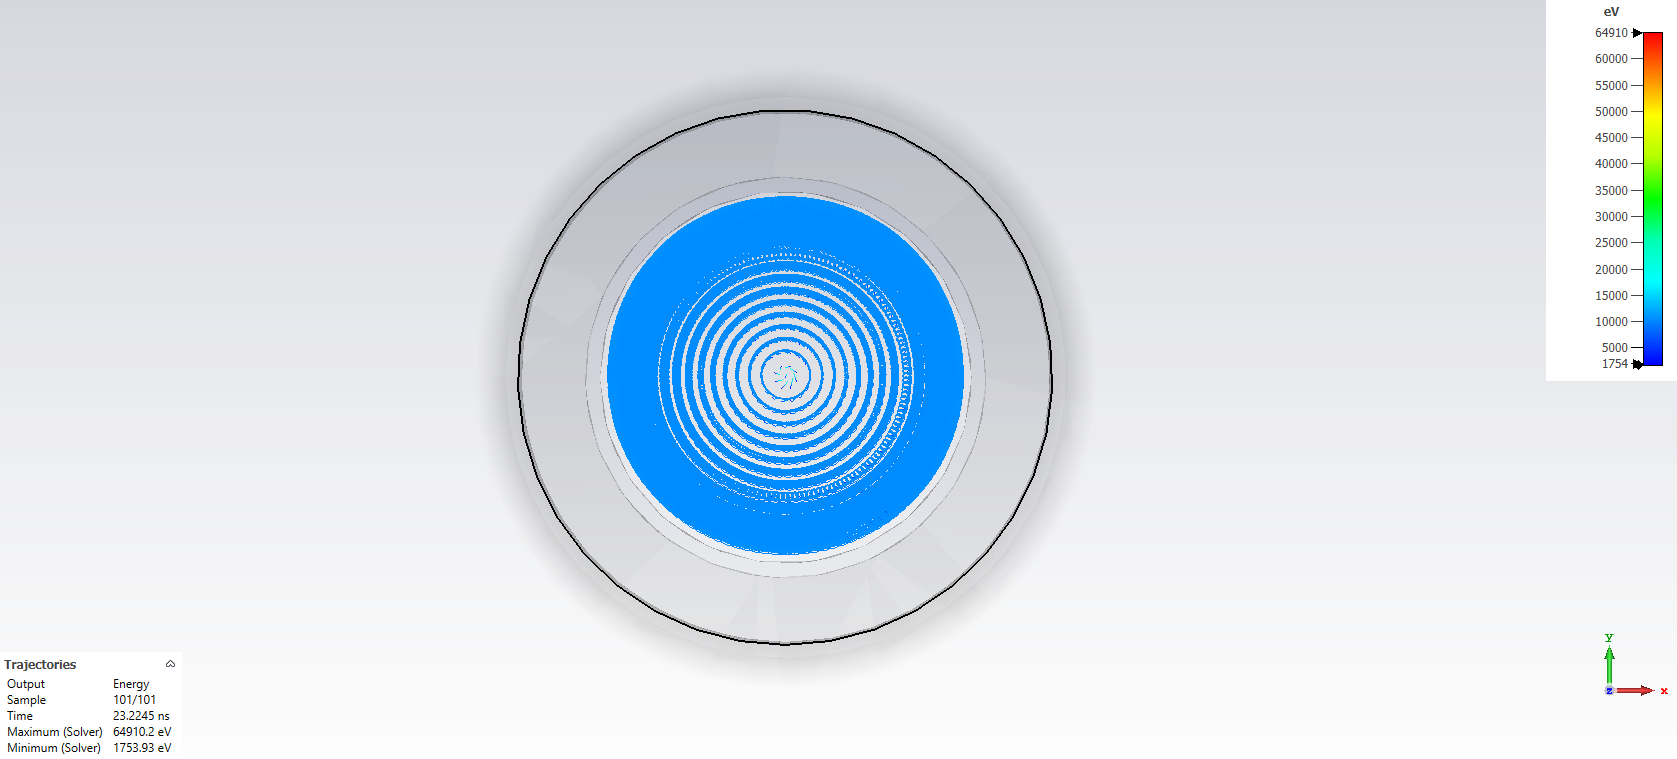 eV
64910
60000
55000
50000
45000
40000
35000
30000
25000
20000
15000
10000
5000
1754
Y
x
z
Trajectories
Output Energy
Sample 101/101
Time 23.2245 ns
Maximum (Solver) 64910.2 eV
Minimum (Solver) 1753.93 eV